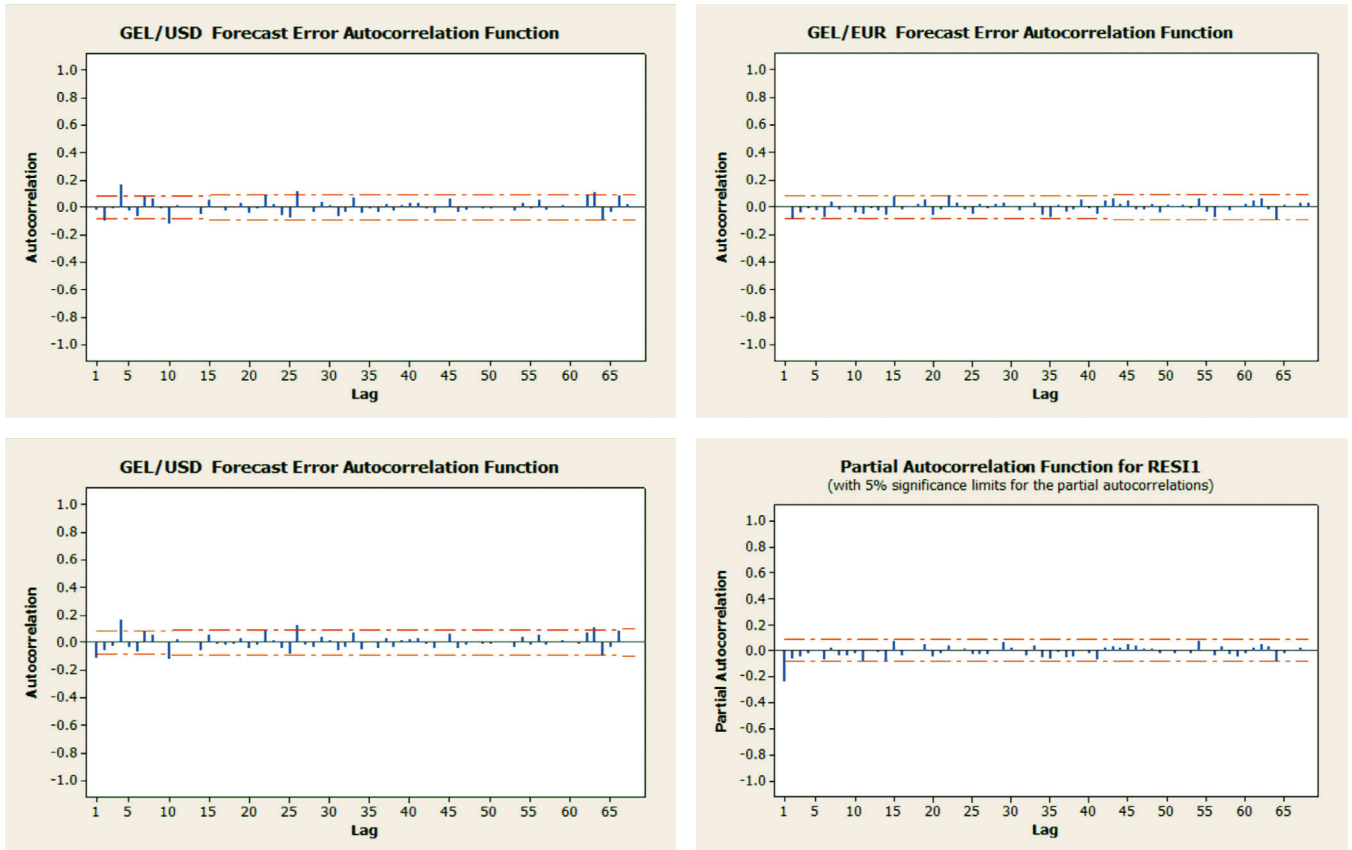 GEL/USD Forecast Error Autocorrelation Function
Autocorrelation
1.0
0.8
0.6
0.4
0.2
0.0
-0.2
-0.4
-0.6
-0.8
-1.0
1 5 10 15 20 25 30 35 40 45 50 55 60 65
Lag
GEL/EUR Forecast Error Autocorrelation Function
Autocorrelation
1.0
0.8
0.6
0.4
0.2
0.0
-0.2
-0.4
-0.6
-0.8
-1.0
1 5 10 15 20 25 30 35 40 45 50 55 60 65
Lag
GEL/USD Forecast Error Autocorrelation Function
Autocorrelation
1.0
0.8
0.6
0.4
0.2
0.0
-0.2
-0.4
-0.6
-0.8
-1.0
1 5 10 15 20 25 30 35 40 45 50 55 60 65
Lag
Partial Autocorrelation Function for RESI1
(with 5% significance limits for the partial autocorrelations)
Partial Autocorrelation
1.0
0.8
0.6
0.4
0.2
0.0
-0.2
-0.4
-0.6
-0.8
-1.0
1 5 10 15 20 25 30 35 40 45 50 55 60 65
Lag